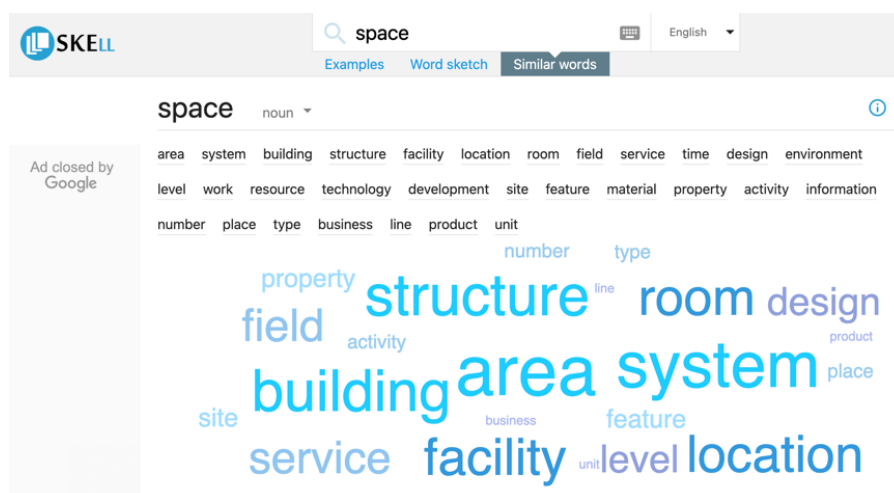 SKELL
space
English
Examples Word sketch Similar words
space noun
Ad closed by
Google
area system building structure facility location room field service time design environment
level work resource technology development site feature material property activity information
number place type business line product unit
number type
property structure line room design
field activity product
building area system place
site business feature
service facility unit level location